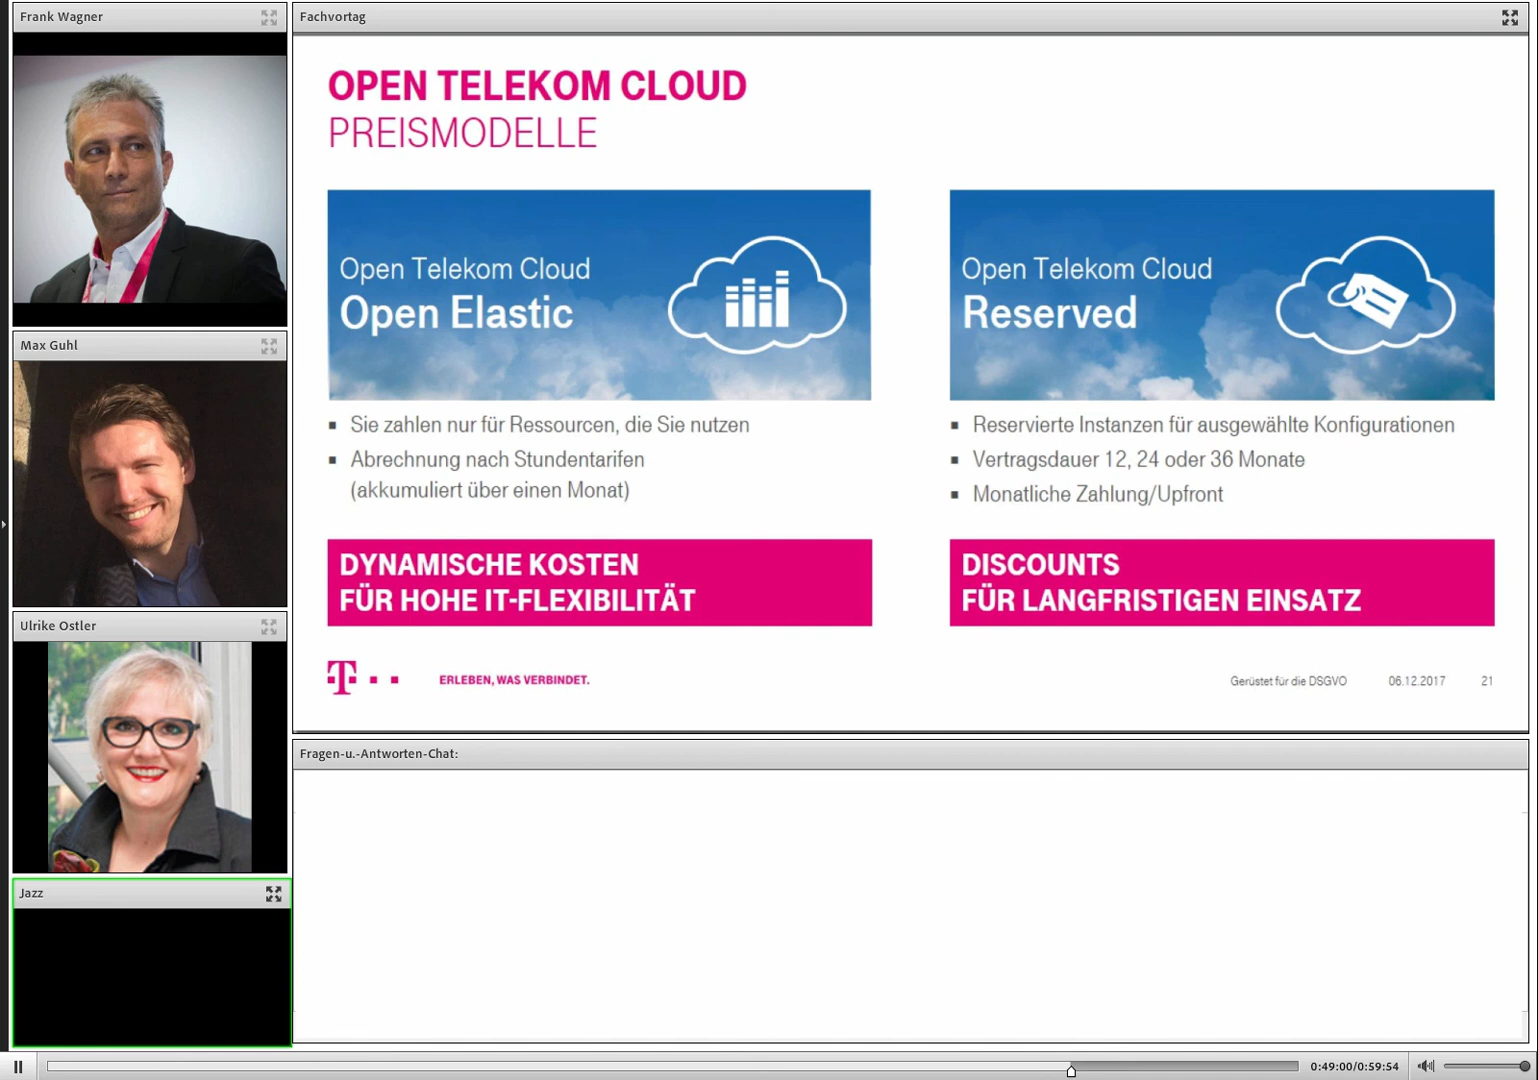 Frank Wagner
Fachvortag
OPEN TELEKOM CLOUD
PREISMODELLE
Open Telekom Cloud
Open Elastic
Sie zahlen nur für Ressourcen, die Sie nutzen
Abrechnung nach Stundentarifen
(akkumuliert über einen Monat)
DYNAMISCHE KOSTEN
FÜR HOHE IT-FLEXIBILITÄT
Open Telekom Cloud
Reserved
Reservierte Instanzen für ausgewählte Konfigurationen
Vertragsdauer 12, 24 oder 36 Monate
Monatliche Zahlung/Upfront
DISCOUNTS
FÜR LANGFRISTIGEN EINSATZ
T
ERLEBEN, WAS VERBINDET.
Gerüstet für die DSGVO 06.12.2017 21
Max Guhl
Ulrike Ostler
Jazz
Fragen-u.-Antworten-Chat:
0:49:00/0:59:54